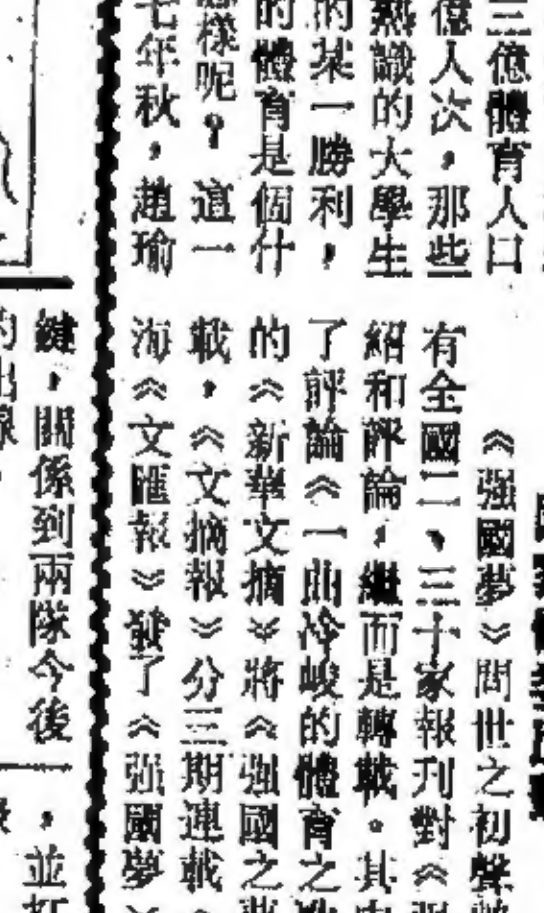 三億體育人口
億人次，那些
熟識的大學生
的某一勝利，
的體育是個什
樣呢？這一
七年秋，趙瑜
《强國夢》問世之初
有全國二、三十家報刊對《
紹和評論，繼而是轉載。其
了評論《一曲冷峻的體育之
的《新華文摘》將《强國之
載，《文摘報》分三期連載
海《文匯報》發了《强國夢
鍵，關係到兩隊今後
，並